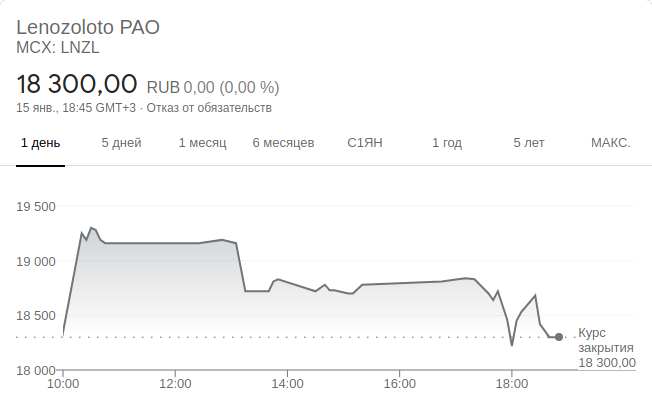 Lenozoloto PAO
MCX: LNZL
18 300,00 RUB 0,00 (0,00 %)
15 янв., 18:45 GMT+3 · Отказ от обязательств
1 день 5 дней 1 месяц 6 месяцев С1ЯН 1 год 5 лет МАКС.
19 500
19 000
18 500
18 000
Курс
закрытия
18 300,00
10:00 12:00 14:00 16:00 18:00